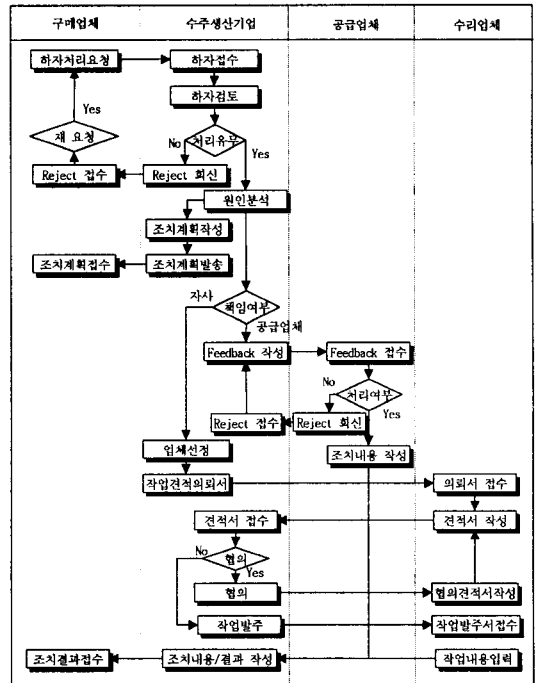 구매업체 수주생산기업 공급업체 수리업체
하자처리요청 하자접수
하자검토
Yes
재 요청 No 처리유무 Yes
Reject 접수 Reject 회신
원인분석
조치계획작성
조치계획접수 조치계획발송
자사 책임여부
공급업체
Feedback 작성 Feedback 접수
No 처리여부
Yes
Reject 접수 Reject 회신
업체선정 조치내용 작성
작업견적의뢰서 의뢰서 접수
견적서 접수 견적서 작성
No 협의
Yes
협의 협의견적서작성
작업발주 작업발주서접수
조치결과접수 조치내용/결과 작성 작업내용입력